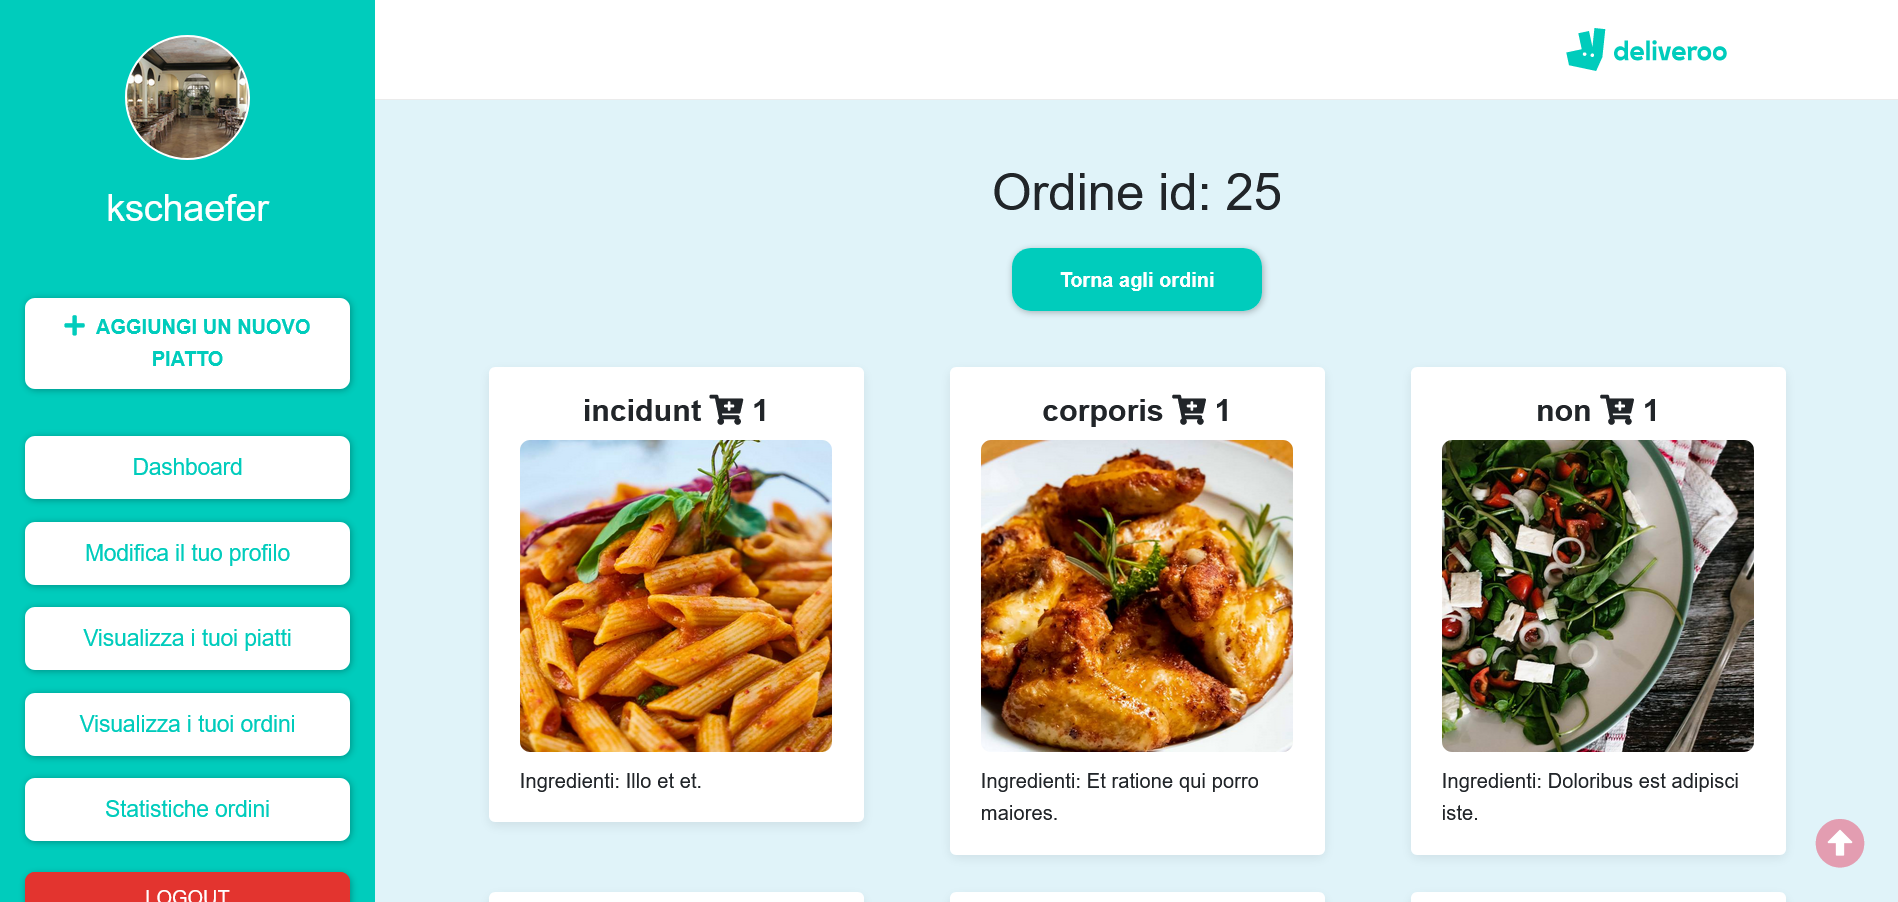 kschaefer
AGGIUNGI UN NUOVO
PIATTO
Dashboard
Modifica il tuo profilo
Visualizza i tuoi piatti
Visualizza i tuoi ordini
Statistiche ordini
LOGOUT
deliveroo
Ordine id: 25
Torna agli ordini
incidunt 1
Ingredienti: Illo et et.
corporis 1
Ingredienti: Et ratione qui porro
maiores.
non 1
Ingredienti: Doloribus est adipisci
iste.